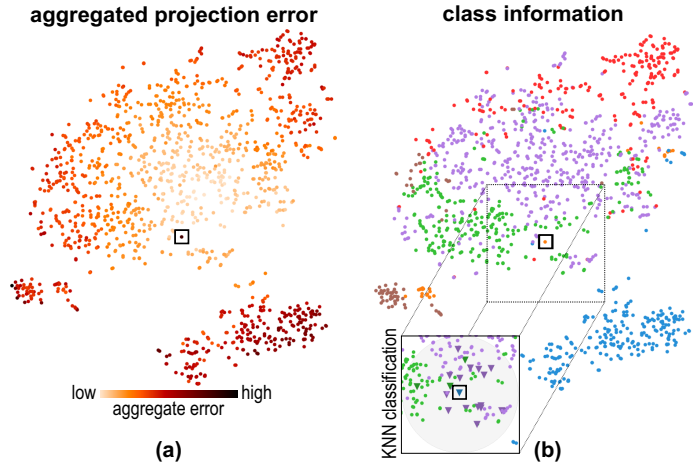 aggregated projection error
class information
low
high
aggregate error
KNN classification
(a)
(b)